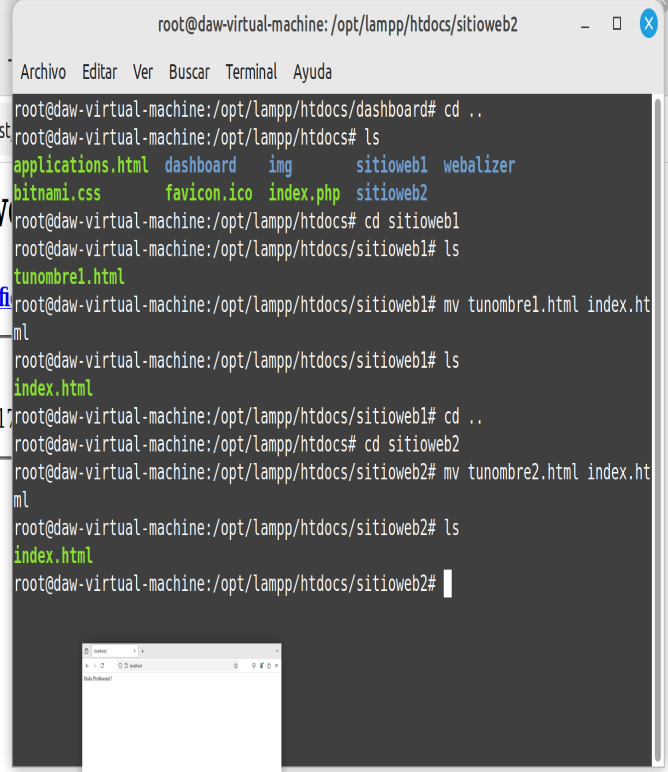 root@daw-virtual-machine: /opt/lampp/htdocs/sitioweb2
Archivo Editar Ver Buscar Terminal Ayuda
root@daw-virtual-machine:/opt/lampp/htdocs/dashboard# cd ..
root@daw-virtual-machine:/opt/lampp/htdocs# ls
applications.html dashboard img sitioweb1 webalizer
bitnami.css favicon.ico index.php sitioweb2
root@daw-virtual-machine:/opt/lampp/htdocs# cd sitioweb1
root@daw-virtual-machine:/opt/lampp/htdocs/sitioweb1# ls
tunombre1.html
root@daw-virtual-machine:/opt/lampp/htdocs/sitioweb1# mv tunombre1.html index.ht
ml
root@daw-virtual-machine:/opt/lampp/htdocs/sitioweb1# ls
index.html
root@daw-virtual-machine:/opt/lampp/htdocs/sitioweb1# cd ..
root@daw-virtual-machine:/opt/lampp/htdocs# cd sitioweb2
root@daw-virtual-machine:/opt/lampp/htdocs/sitioweb2# mv tunombre2.html index.ht
ml
root@daw-virtual-machine:/opt/lampp/htdocs/sitioweb2# ls
index.html
root@daw-virtual-machine:/opt/lampp/htdocs/sitioweb2#
localhost/
localhost